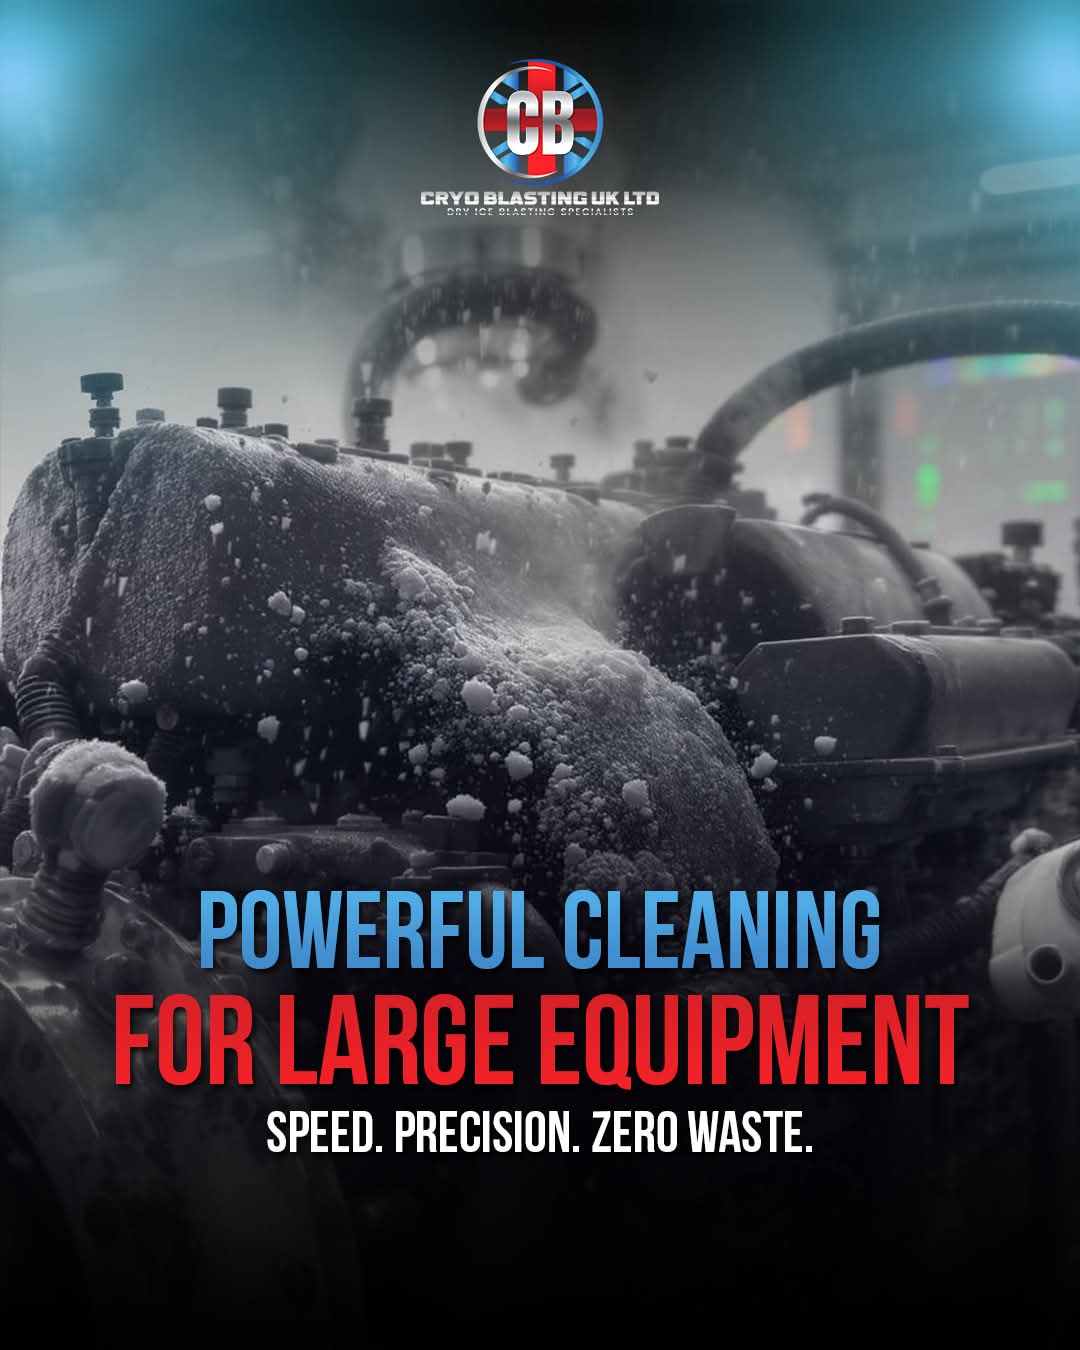 CB
CRYO BLASTING UK LTD
DRY ICE BLASTING SPECIALISTS
POWERFUL CLEANING
FOR LARGE EQUIPMENT
SPEED. PRECISION. ZERO WASTE.